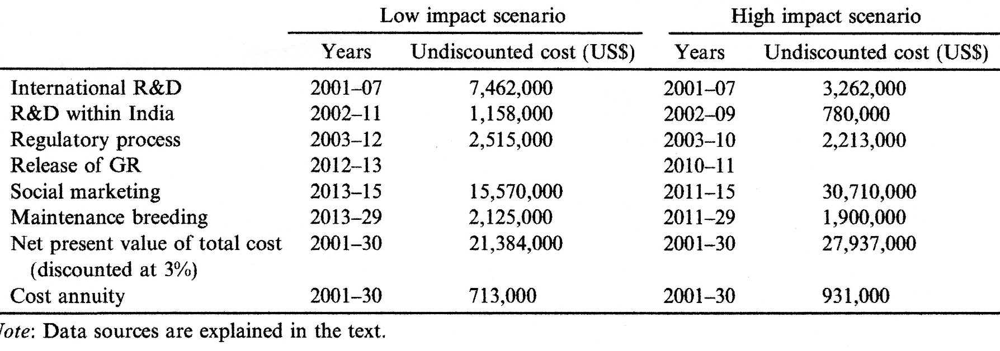 Low impact scenario High impact scenario
Years Undiscounted cost (US$) Years Undiscounted cost (US$)
International R&D 2001–07 7,462,000 2001–07 3,262,000
R&D within India 2002–11 1,158,000 2002–09 780,000
Regulatory process 2003–12 2,515,000 2003–10 2,213,000
Release of GR 2012–13 2010–11
Social marketing 2013–15 15,570,000 2011–15 30,710,000
Maintenance breeding 2013–29 2,125,000 2011–29 1,900,000
Net present value of total cost 2001–30 21,384,000 2001–30 27,937,000
(discounted at 3%)
Cost annuity 2001–30 713,000 2001–30 931,000
Note: Data sources are explained in the text.